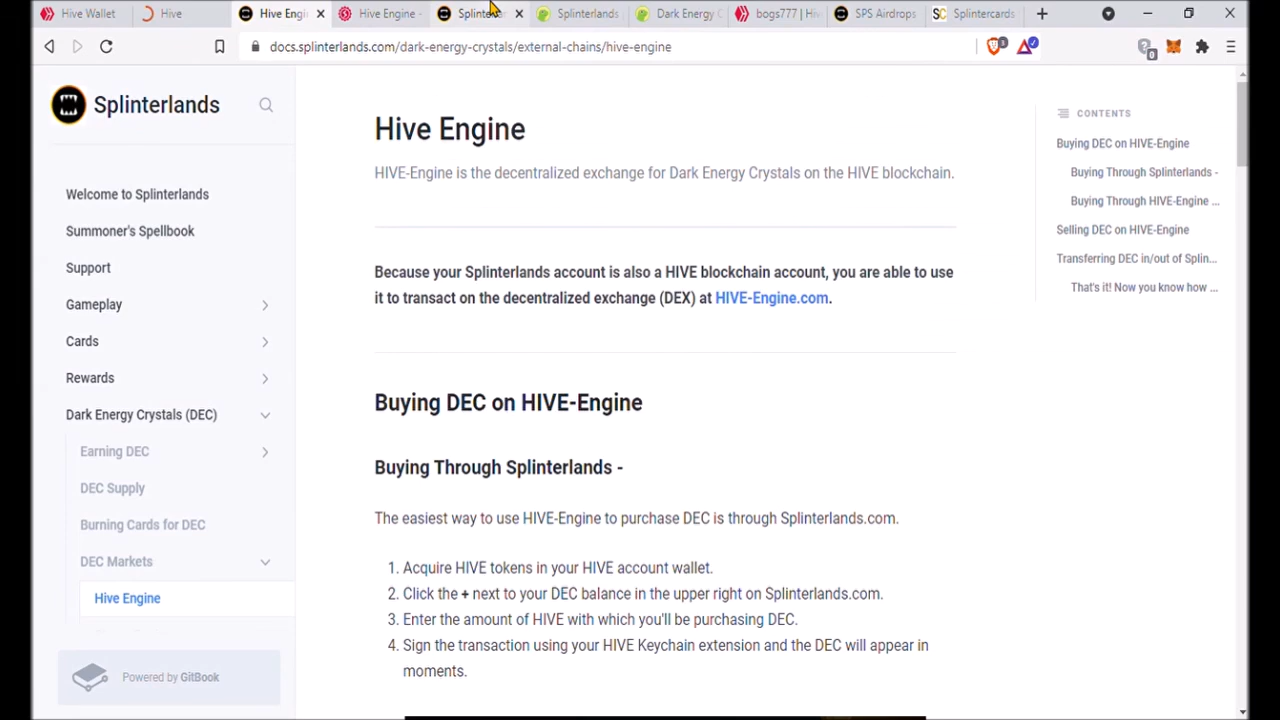 Hive Wallet
Hive
Hive Engi
Hive Engine -
Splinterlands
Dark Energy C
bogs777 | Hiv
SPS Airdrops
Splintercards
docs.splinterlands.com/dark-energy-crystals/external-chains/hive-engine
Splinterlands
Welcome to Splinterlands
Summoner's Spellbook
Support
Gameplay
Cards
Rewards
Dark Energy Crystals (DEC)
Earning DEC
DEC Supply
Burning Cards for DEC
DEC Markets
Hive Engine
Powered by GitBook
Hive Engine
HIVE-Engine is the decentralized exchange for Dark Energy Crystals on the HIVE blockchain.
Because your Splinterlands account is also a HIVE blockchain account, you are able to use
it to transact on the decentralized exchange (DEX) at HIVE-Engine.com.
Buying DEC on HIVE-Engine
Buying Through Splinterlands -
The easiest way to use HIVE-Engine to purchase DEC is through Splinterlands.com.
1. Acquire HIVE tokens in your HIVE account wallet.
2. Click the + next to your DEC balance in the upper right on Splinterlands.com.
3. Enter the amount of HIVE with which you'll be purchasing DEC.
4. Sign the transaction using your HIVE Keychain extension and the DEC will appear in
moments.
CONTENTS
Buying DEC on HIVE-Engine
Buying Through Splinterlands -
Buying Through HIVE-Engine ...
Selling DEC on HIVE-Engine
Transferring DEC in/out of Splin...
That's it! Now you know how ...